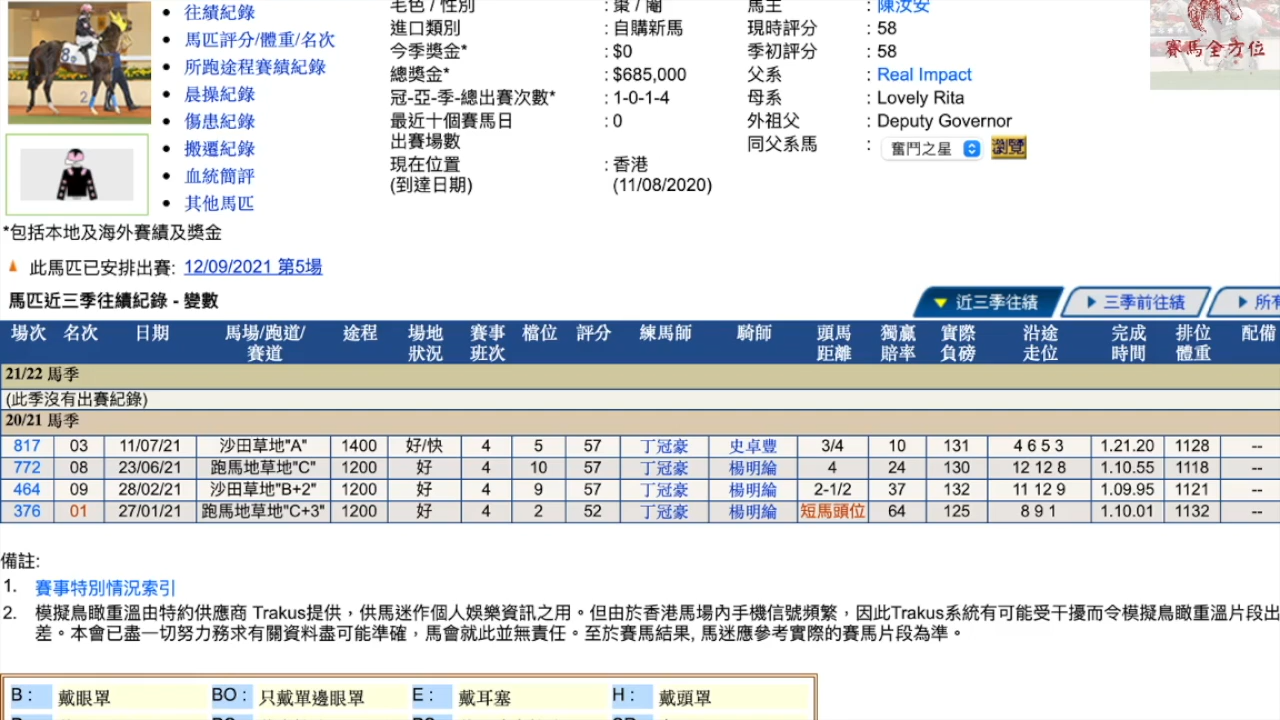 往績紀錄
馬匹評分/體重/名次
所跑途程賽績紀錄
晨操紀錄
傷患紀錄
搬遷紀錄
血統簡評
其他馬匹
毛色 / 性別 : 棗 / 閹
進口類別 : 自購新馬
今季獎金* : $0
總獎金* : $685,000
冠-亞-季-總出賽次數* : 1-0-1-4
最近十個賽馬日 : 0
出賽場數
現在位置 : 香港
(到達日期) (11/08/2020)
馬主 : 陳汝安
現時評分 : 58
季初評分 : 58
父系 : Real Impact
母系 : Lovely Rita
外祖父 : Deputy Governor
同父系馬 : 奮鬥之星 瀏覽
賽馬全方位
*包括本地及海外賽績及獎金
此馬匹已安排出賽: 12/09/2021 第5場
馬匹近三季往績紀錄 - 變數
近三季往績 三季前往績 所有
場次 名次 日期 馬場/跑道/賽道 途程 場地狀況 賽事班次 檔位 評分 練馬師 騎師 頭馬距離 獨贏賠率 實際負磅 沿途走位 完成時間 排位體重 配備
21/22 馬季
(此季沒有出賽紀錄)
20/21 馬季
817 03 11/07/21 沙田草地"A" 1400 好/快 4 5 57 丁冠豪 史卓豐 3/4 10 131 4 6 5 3 1.21.20 1128 --
772 08 23/06/21 跑馬地草地"C" 1200 好 4 10 57 丁冠豪 楊明綸 4 24 130 12 12 8 1.10.55 1118 --
464 09 28/02/21 沙田草地"B+2" 1200 好 4 9 57 丁冠豪 楊明綸 2-1/2 37 132 11 12 9 1.09.95 1121 --
376 01 27/01/21 跑馬地草地"C+3" 1200 好 4 2 52 丁冠豪 楊明綸 短馬頭位 64 125 8 9 1 1.10.01 1132 --
備註:
1. 賽事特別情況索引
2. 模擬鳥瞰重溫由特約供應商 Trakus提供，供馬迷作個人娛樂資訊之用。但由於香港馬場內手機信號頻繁，因此Trakus系統有可能受干擾而令模擬鳥瞰重溫片段出
差。本會已盡一切努力務求有關資料盡可能準確，馬會就此並無責任。至於賽馬結果, 馬迷應參考實際的賽馬片段為準。
B : 戴眼罩 BO : 只戴單邊眼罩 E : 戴耳塞 H : 戴頭罩